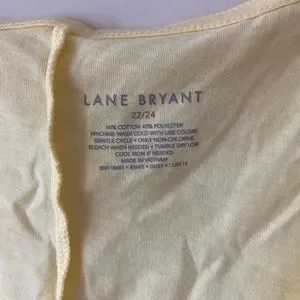 LANE BRYANT
22/24
60% COTTON 40% POLYESTER
MACHINE WASH COLD WITH LIKE COLORS
GENTLE CYCLE • ONLY NON-CHLORINE
BLEACH WHEN NEEDED • TUMBLE DRY LOW
COOL IRON IF NEEDED
MADE IN VIETNAM